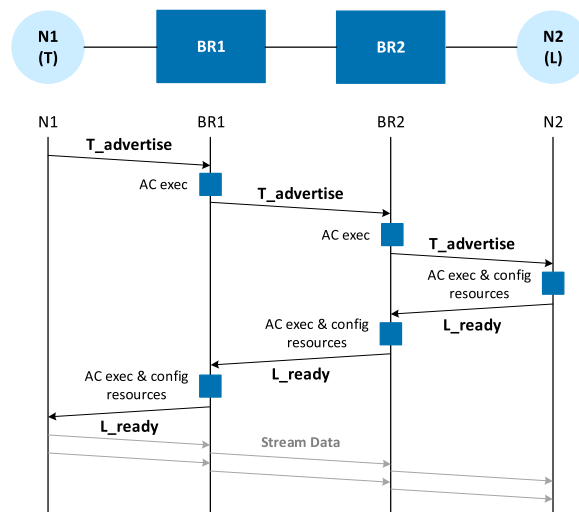 N1
(T)
BR1
BR2
N2
(L)
N1
BR1
BR2
N2
T_advertise
AC exec
T_advertise
AC exec
T_advertise
AC exec & config
resources
L_ready
AC exec & config
resources
L_ready
AC exec & config
resources
L_ready
Stream Data